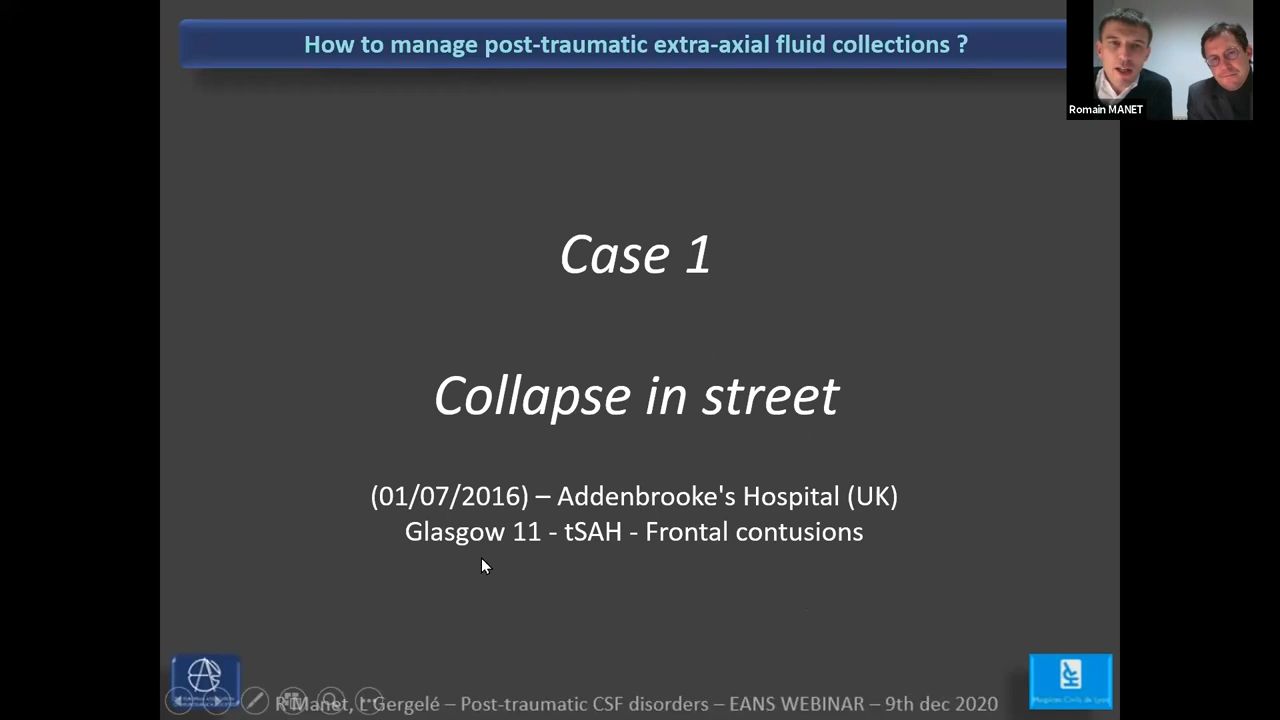 How to manage post-traumatic extra-axial fluid collections ?
Romain MANET
Case 1
Collapse in street
(01/07/2016) – Addenbrooke's Hospital (UK)
Glasgow 11 - tSAH - Frontal contusions
R Manet, L Gergelé – Post-traumatic CSF disorders – EANS WEBINAR – 9th dec 2020